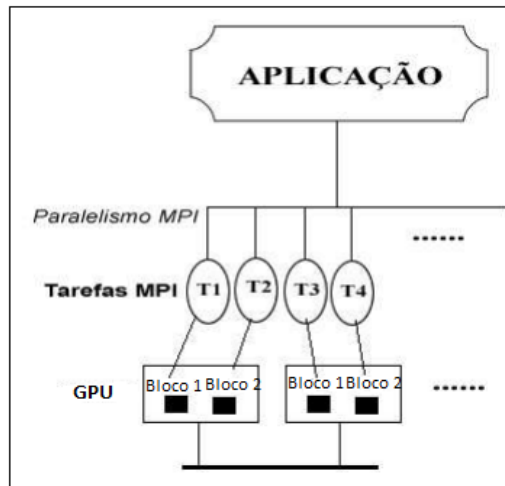 APLICAÇÃO
Paralelismo MPI
......
Tarefas MPI T1 T2 T3 T4
GPU Bloco 1 Bloco 2 Bloco 1 Bloco 2 ......